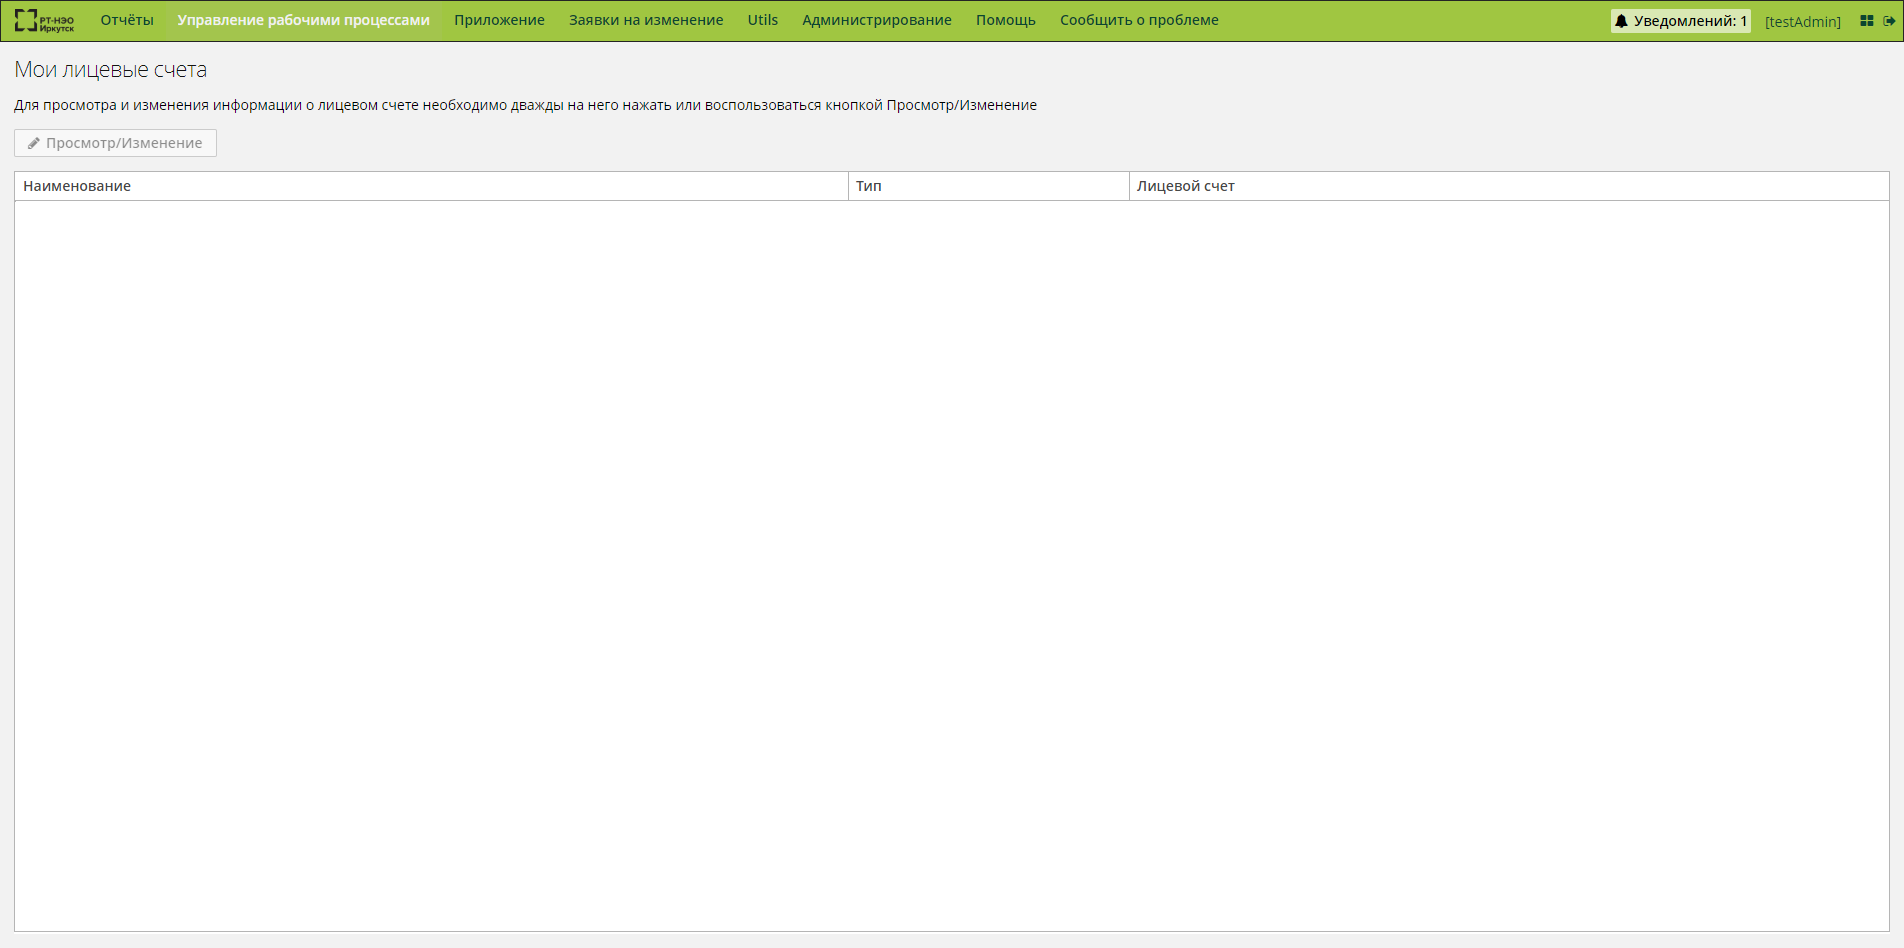 РТ-НЭО
Иркутск
Отчёты Управление рабочими процессами Приложение Заявки на изменение Utils Администрирование Помощь Сообщить о проблеме Уведомлений: 1 [testAdmin]
Мои лицевые счета
Для просмотра и изменения информации о лицевом счете необходимо дважды на него нажать или воспользоваться кнопкой Просмотр/Изменение
Просмотр/Изменение
Наименование Тип Лицевой счет